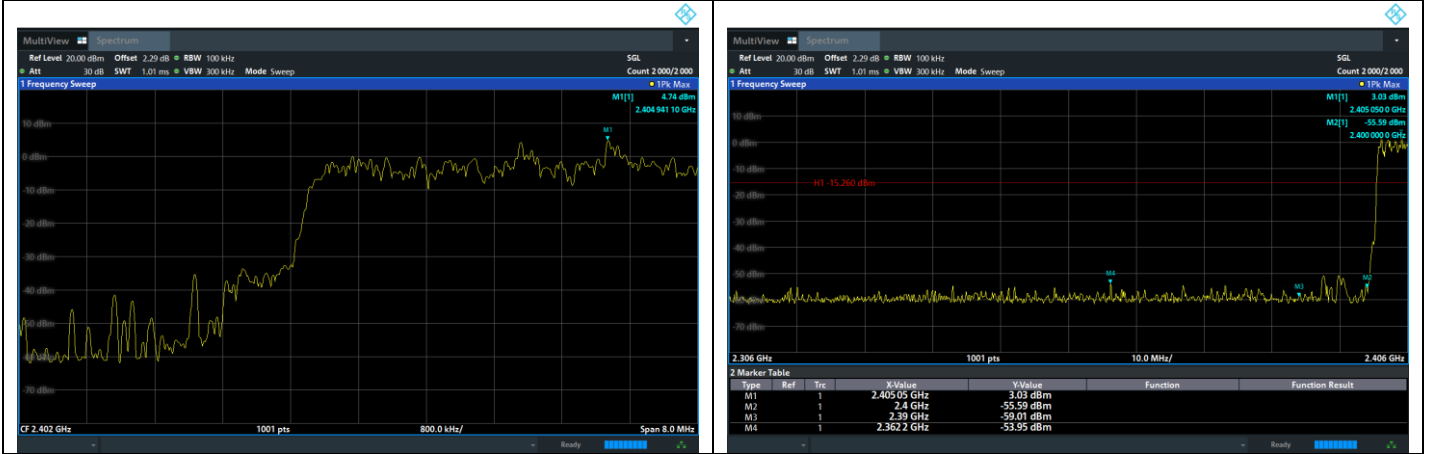 MultiView Spectrum
Ref Level 20.00 dBm Offset 2.29 dB RBW 100 kHz SGL
Att 30 dB SWT 1.01 ms VBW 300 kHz Mode Sweep Count 2 000/2 000
1 Frequency Sweep 1Pk Max
M1[1] 4.74 dBm
2.404 941 10 GHz
M1
10 dBm
0 dBm
-10 dBm
-20 dBm
-30 dBm
-40 dBm
-50 dBm
-60 dBm
-70 dBm
CF 2.402 GHz 1001 pts 800.0 kHz/ Span 8.0 MHz
Ready
MultiView Spectrum
Ref Level 20.00 dBm Offset 2.29 dB RBW 100 kHz SGL
Att 30 dB SWT 1.01 ms VBW 300 kHz Mode Sweep Count 2 000/2 000
1 Frequency Sweep 1Pk Max
M1[1] 3.03 dBm
2.405 050 0 GHz
M2[1] -55.59 dBm
2.400 000 0 GHz
10 dBm
0 dBm
-10 dBm
H1 -15.260 dBm
-20 dBm
-30 dBm
-40 dBm
-50 dBm
M4
M2
M3
-70 dBm
2.306 GHz 1001 pts 10.0 MHz/ 2.406 GHz
2 Marker Table
Type Ref Trc X-Value Y-Value Function Function Result
M1 1 2.40505 GHz 3.03 dBm
M2 1 2.4 GHz -55.59 dBm
M3 1 2.39 GHz -59.01 dBm
M4 1 2.3622 GHz -53.95 dBm
Ready